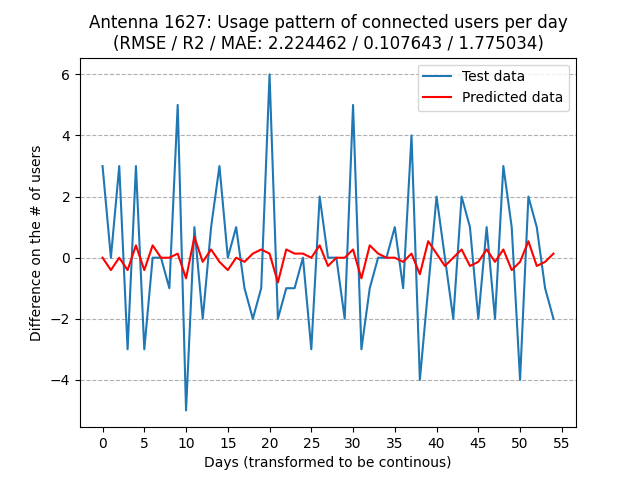 Antenna 1627: Usage pattern of connected users per day
(RMSE / R2 / MAE: 2.224462 / 0.107643 / 1.775034)
Test data
Predicted data
6
4
2
0
−2
−4
Difference on the # of users
0 5 10 15 20 25 30 35 40 45 50 55
Days (transformed to be continous)